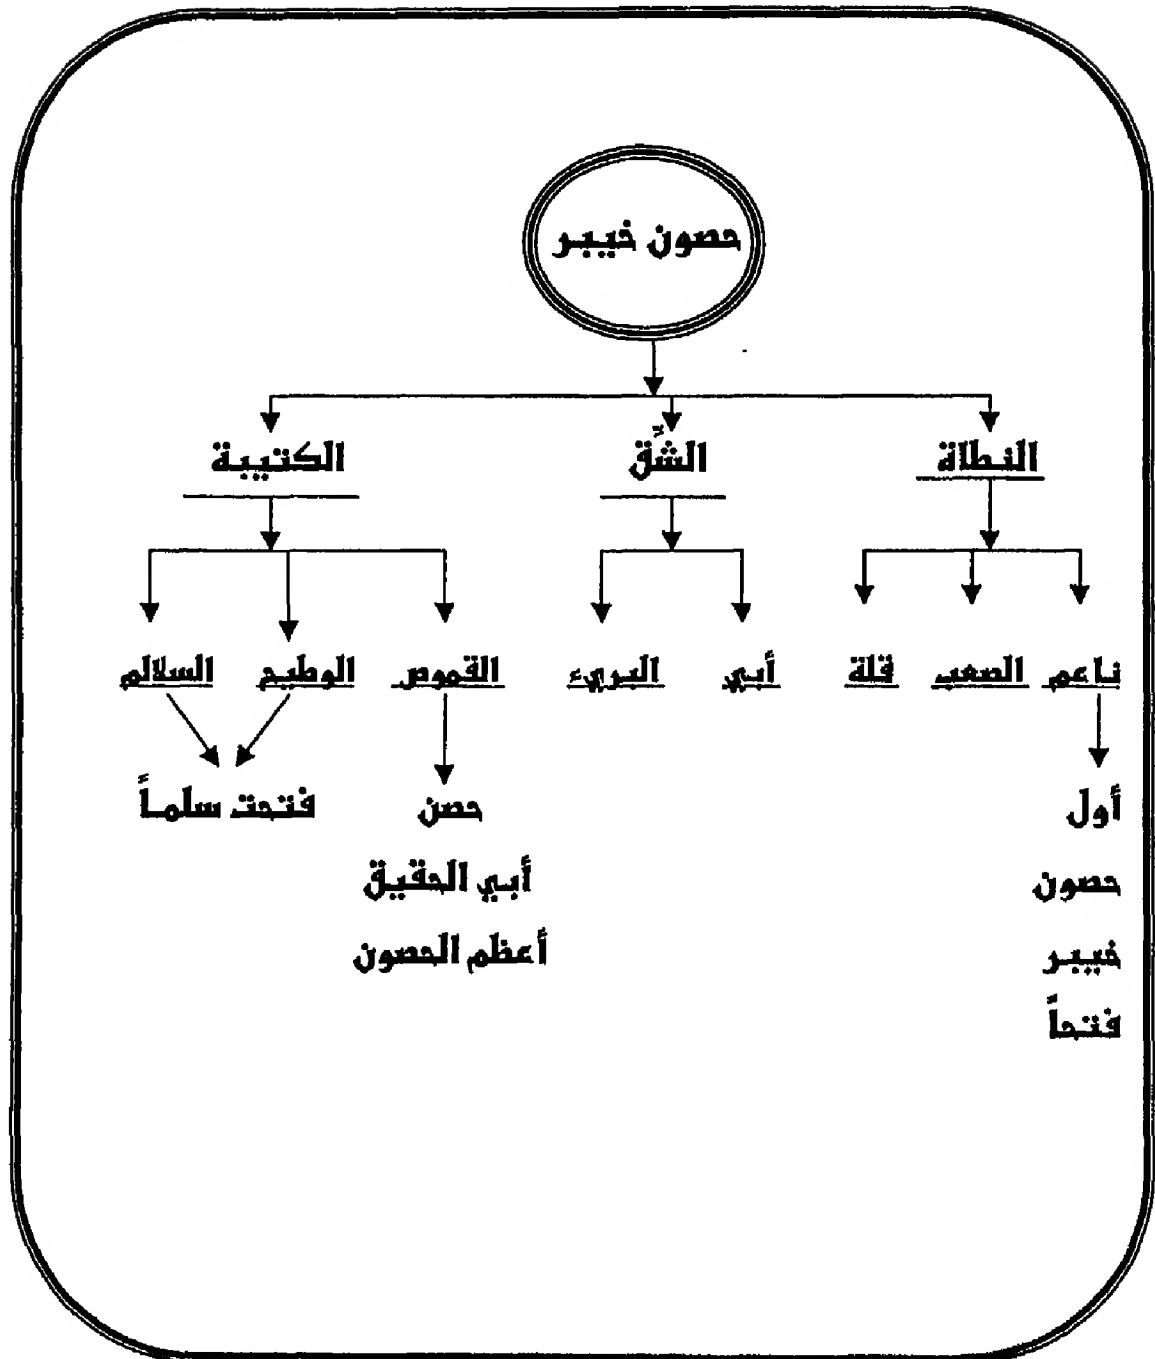 حصون خيبر
النطاة الشِّق الكتيبة
ناعم الصعب قلة أبي البريء القموص الوطيح السلالم
أول حصن فتحت سلماً
حصون أبي الحقيق
خيبر أعظم الحصون
فتحاً